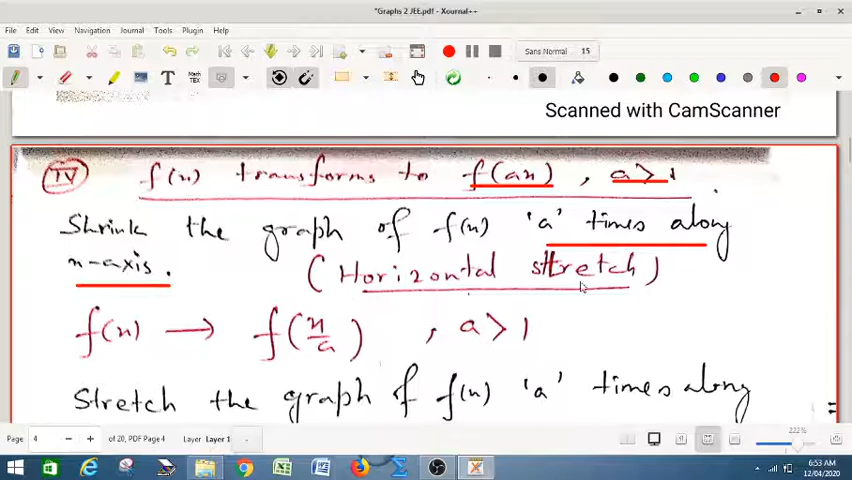 *Graphs 2 JEE.pdf - Xournal++
File Edit View Navigation Journal Tools Plugin Help
Sans Normal 15
Scanned with CamScanner
IV f(x) transforms to f(ax), a>1
Shrink the graph of f(x) 'a' times along
x-axis.
(Horizontal stretch)
f(x) → f(x/a), a>1
Stretch the graph of f(x) 'a' times along
Page 4 of 20, PDF Page 4 Layer Layer 1
222%
6:53 AM
12/04/2020